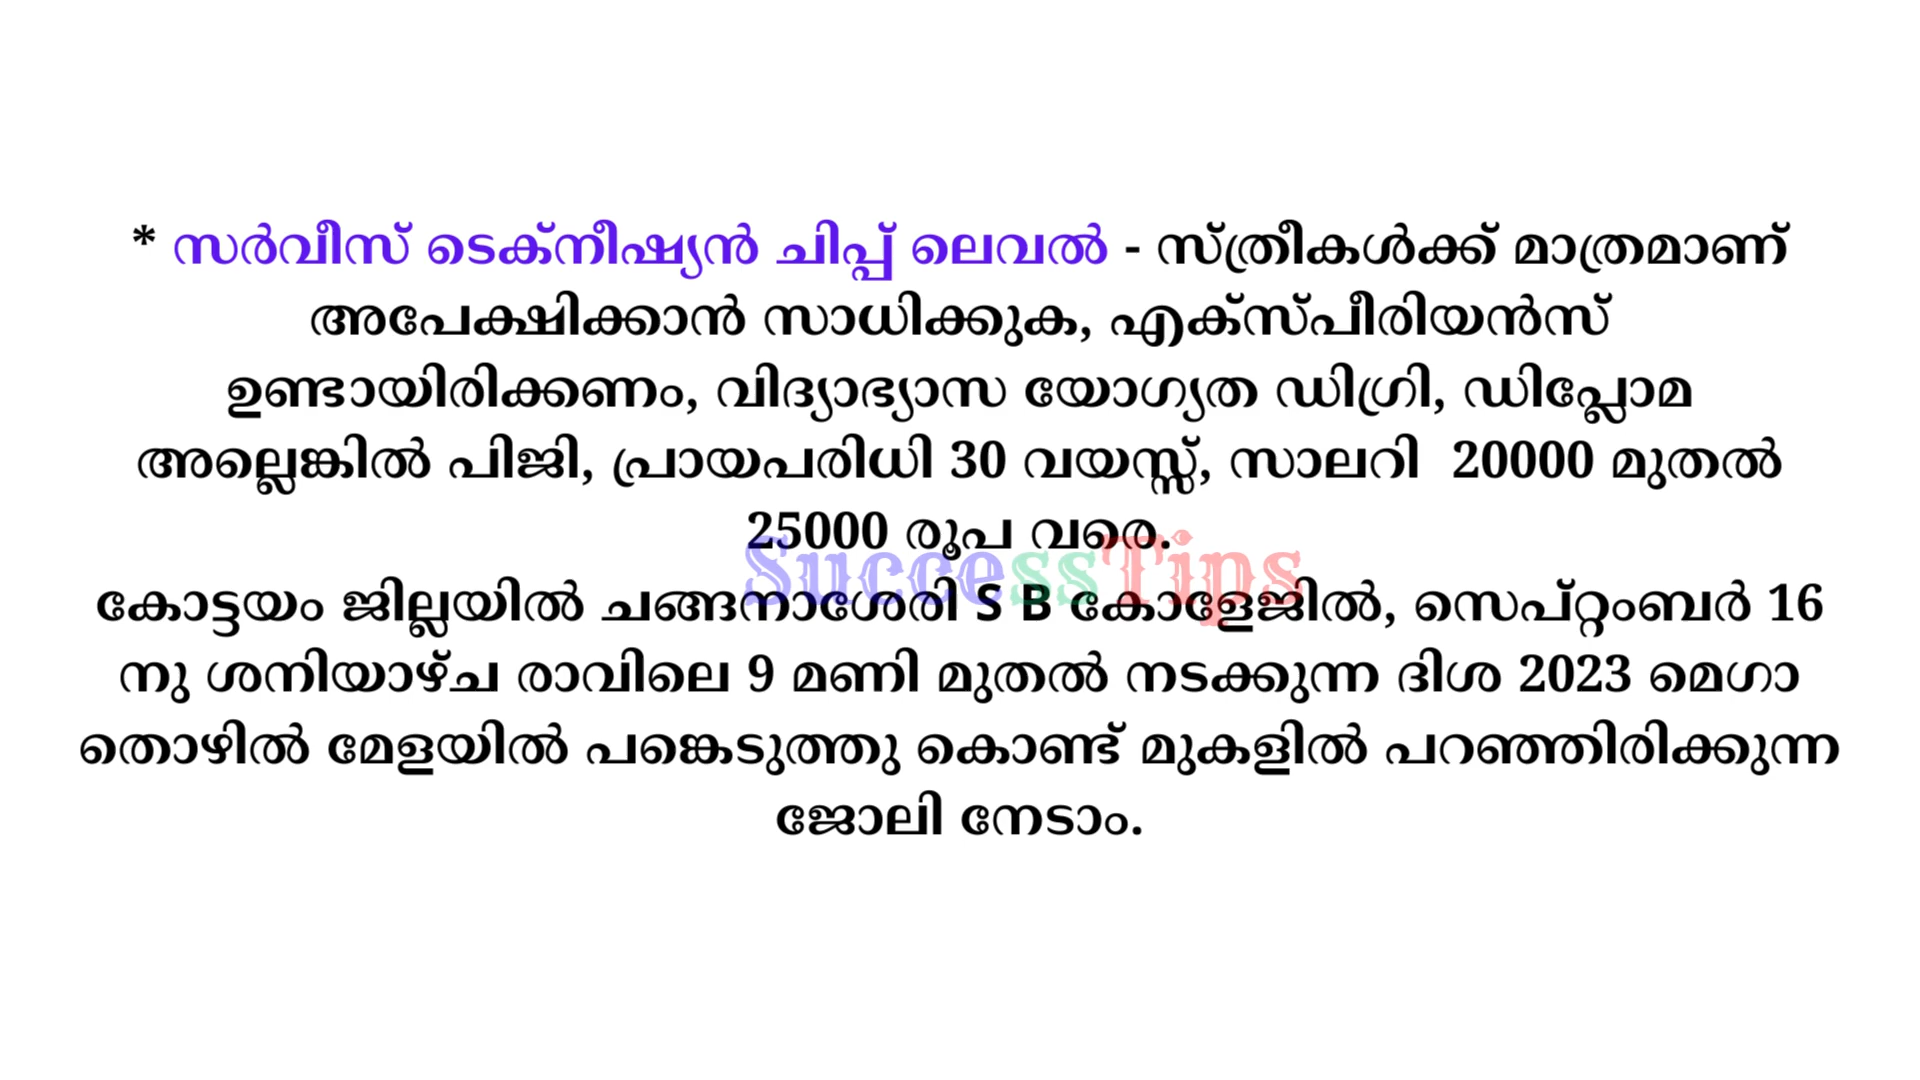 * സർവീസ് ടെക്നീഷ്യൻ ചിപ്പ് ലെവൽ - സ്ത്രീകൾക്ക് മാത്രമാണ്
അപേക്ഷിക്കാൻ സാധിക്കുക, എക്സ്പീരിയൻസ്
ഉണ്ടായിരിക്കണം, വിദ്യാഭ്യാസ യോഗ്യത ഡിഗ്രി, ഡിപ്ലോമ
അല്ലെങ്കിൽ പിജി, പ്രായപരിധി 30 വയസ്സ്, സാലറി 20000 മുതൽ
25000 രൂപ വരെ.
SuccessTips
കോട്ടയം ജില്ലയിൽ ചങ്ങനാശേരി S B കോളേജിൽ, സെപ്റ്റംബർ 16
നു ശനിയാഴ്ച രാവിലെ 9 മണി മുതൽ നടക്കുന്ന ദിശ 2023 മെഗാ
തൊഴിൽ മേളയിൽ പങ്കെടുത്തു കൊണ്ട് മുകളിൽ പറഞ്ഞിരിക്കുന്ന
ജോലി നേടാം.